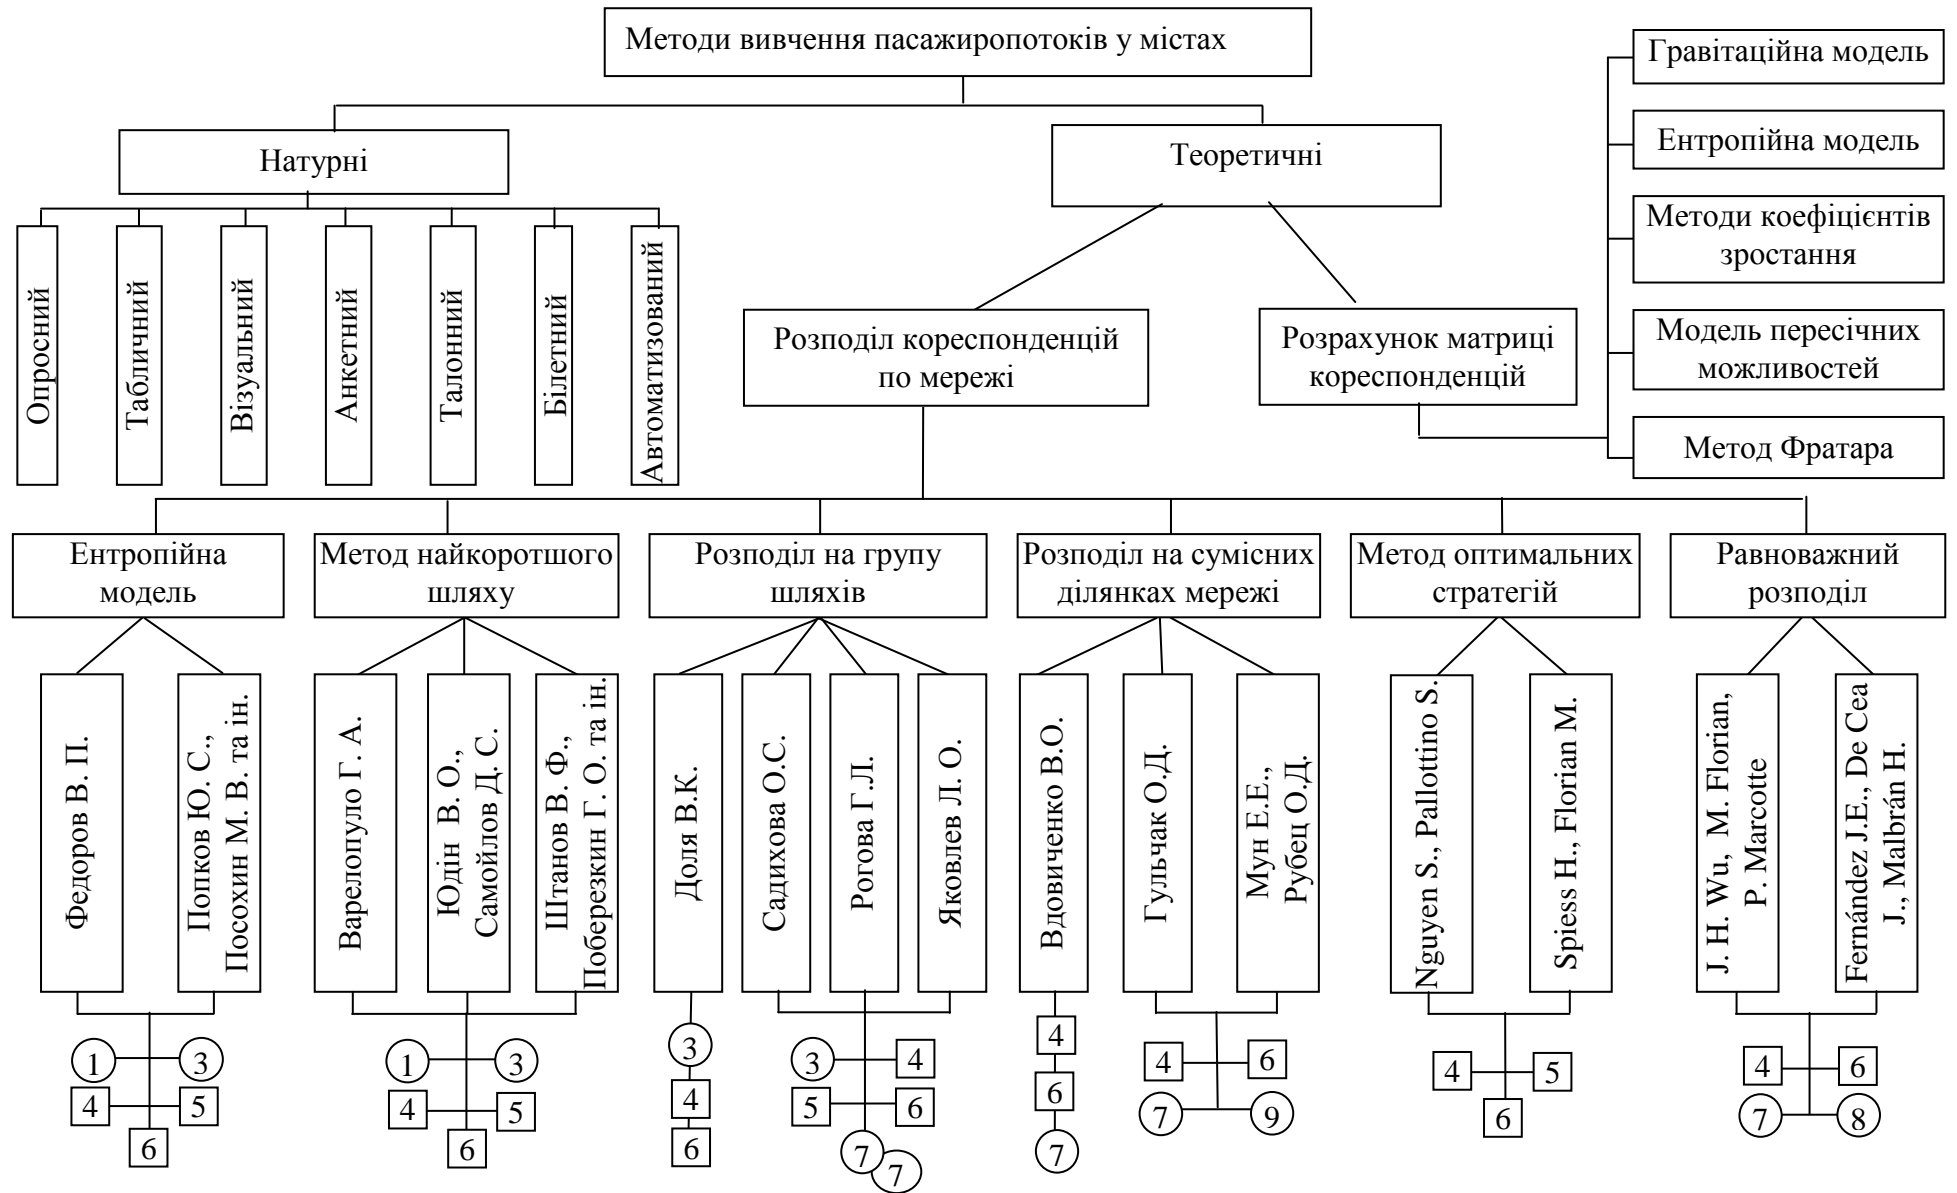 Методи вивчення пасажиропотоків у містах
Гравітаційна модель
Ентропійна модель
Методи коефіцієнтів
зростання
Модель пересічних
можливостей
Метод Фратара
Натурні
Теоретичні
Опросний
Табличний
Візуальний
Анкетний
Талонний
Білетний
Автоматизований
Розподіл кореспонденцій
по мережі
Розрахунок матриці
кореспонденцій
Ентропійна
модель
Метод найкоротшого
шляху
Розподіл на групу
шляхів
Розподіл на сумісних
ділянках мережі
Метод оптимальних
стратегій
Равноважний
розподіл
Федоров В. П.
Попков Ю. С.,
Посохин М. В. та ін.
Варелопуло Г. А.
Юдін В. О.,
Самойлов Д. С.
Штанов В. Ф.,
Поберезкин Г. О. та ін.
Доля В.К.
Садихова О.С.
Рогова Г.Л.
Яковлев Л. О.
Вдовиченко В.О.
Гульчак О.Д.
Мун Е.Е.,
Рубец О.Д.
Nguyen S., Pallottino S.
Spiess H., Florian M.
J. H. Wu, M. Florian,
P. Marcotte
Fernández J.E., De Cea
J., Malbrán H.
1 3
4 5
6
1 3
4 5
6
3
4
6
3 4
5 6
7
7
4
6
7
4 6
7 9
4 5
6
4 6
7 8